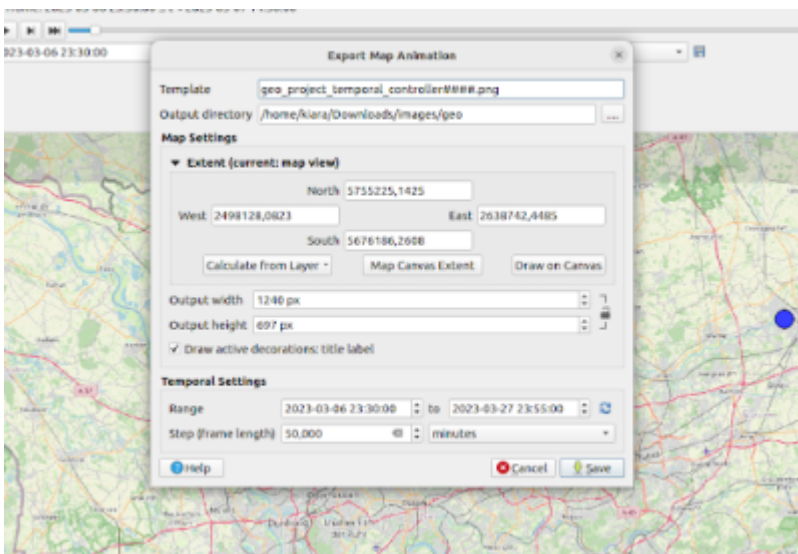 023-03-06 23:30:00
Export Map Animation
Template geo_project_temporal_controller####.png
Output directory /home/kiara/Downloads/images/geo ...
Map Settings
Extent (current: map view)
North 5755225,1425
West 2498128,0823 East 2638742,4485
South 5676186,2608
Calculate from Layer Map Canvas Extent Draw on Canvas
Output width 1240 px
Output height 697 px
Draw active decorations: title label
Temporal Settings
Range 2023-03-06 23:30:00 to 2023-03-27 23:55:00
Step (frame length) 50,000 minutes
Help Cancel Save